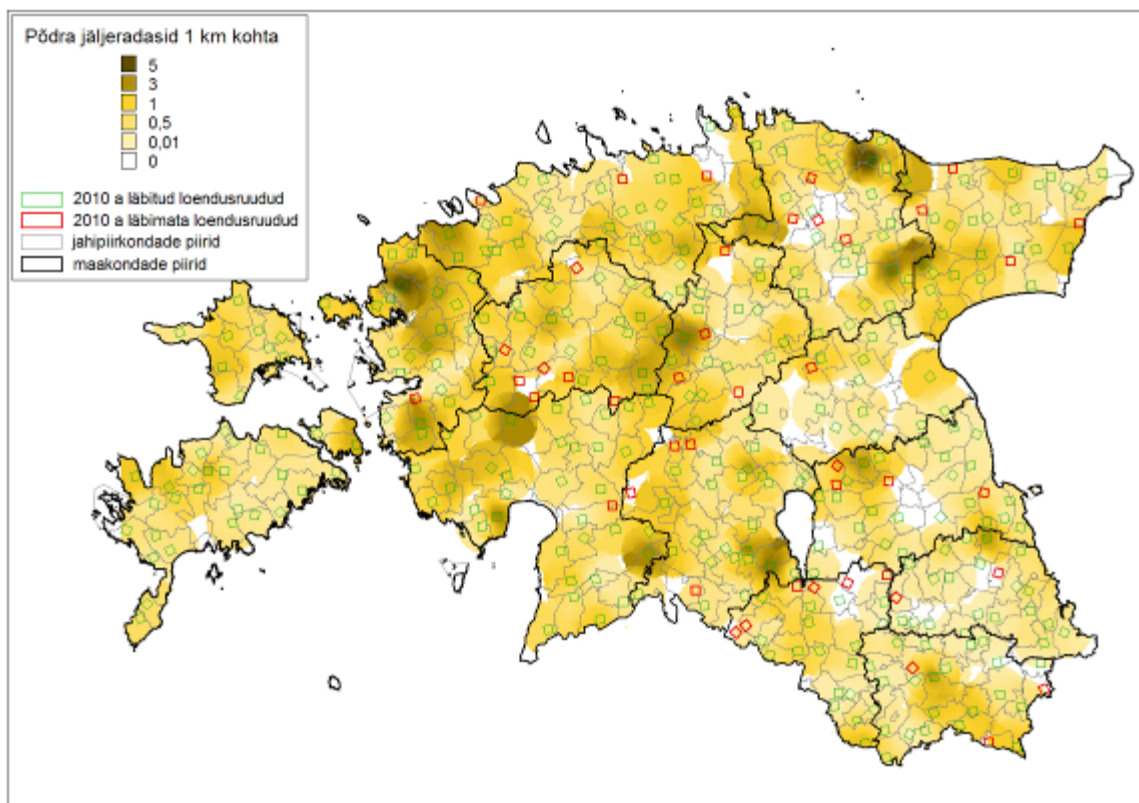 Põdra jäljeradasid 1 km kohta
5
3
1
0,5
0,01
0
2010 a läbitud loendusruudud
2010 a läbimata loendusruudud
jahipiirkondade piirid
maakondade piirid